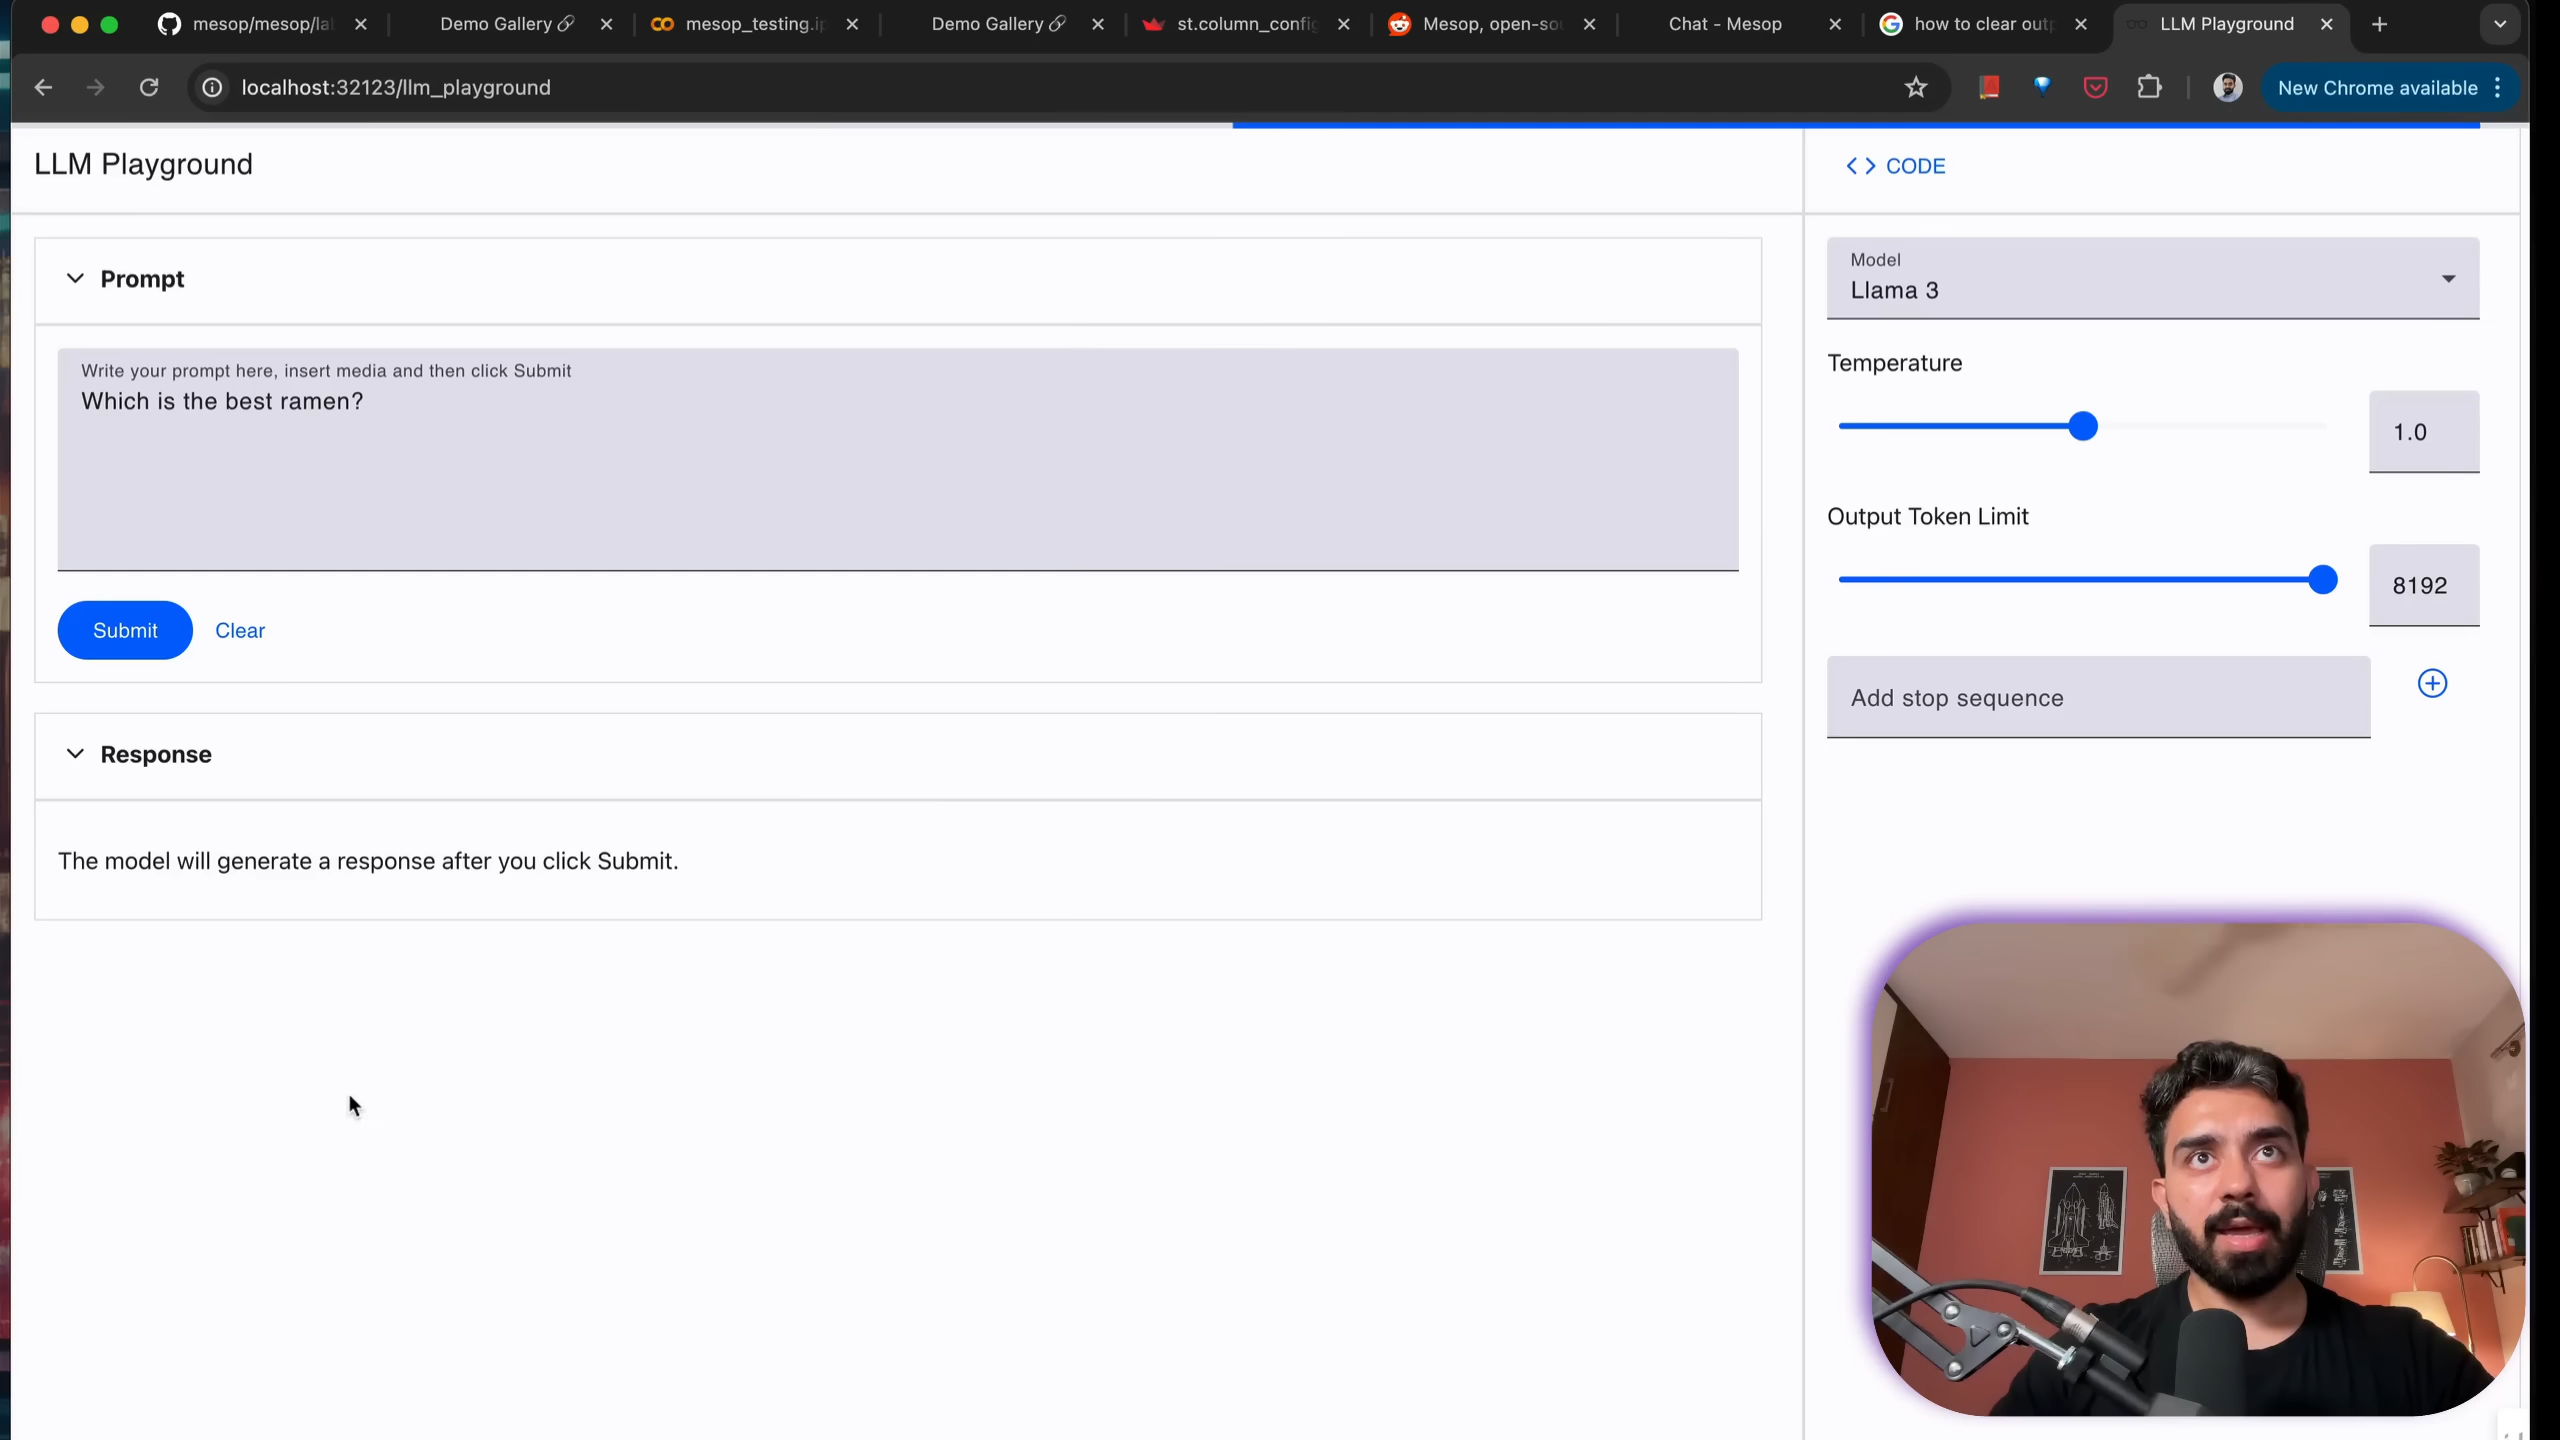 mesop/mesop/la
Demo Gallery
mesop_testing.i
Demo Gallery
st.column_config
Mesop, open-so
Chat - Mesop
how to clear out
LLM Playground
localhost:32123/llm_playground
New Chrome available
LLM Playground
CODE
Prompt
Write your prompt here, insert media and then click Submit
Which is the best ramen?
Submit
Clear
Response
The model will generate a response after you click Submit.
Model
Llama 3
Temperature
1.0
Output Token Limit
8192
Add stop sequence